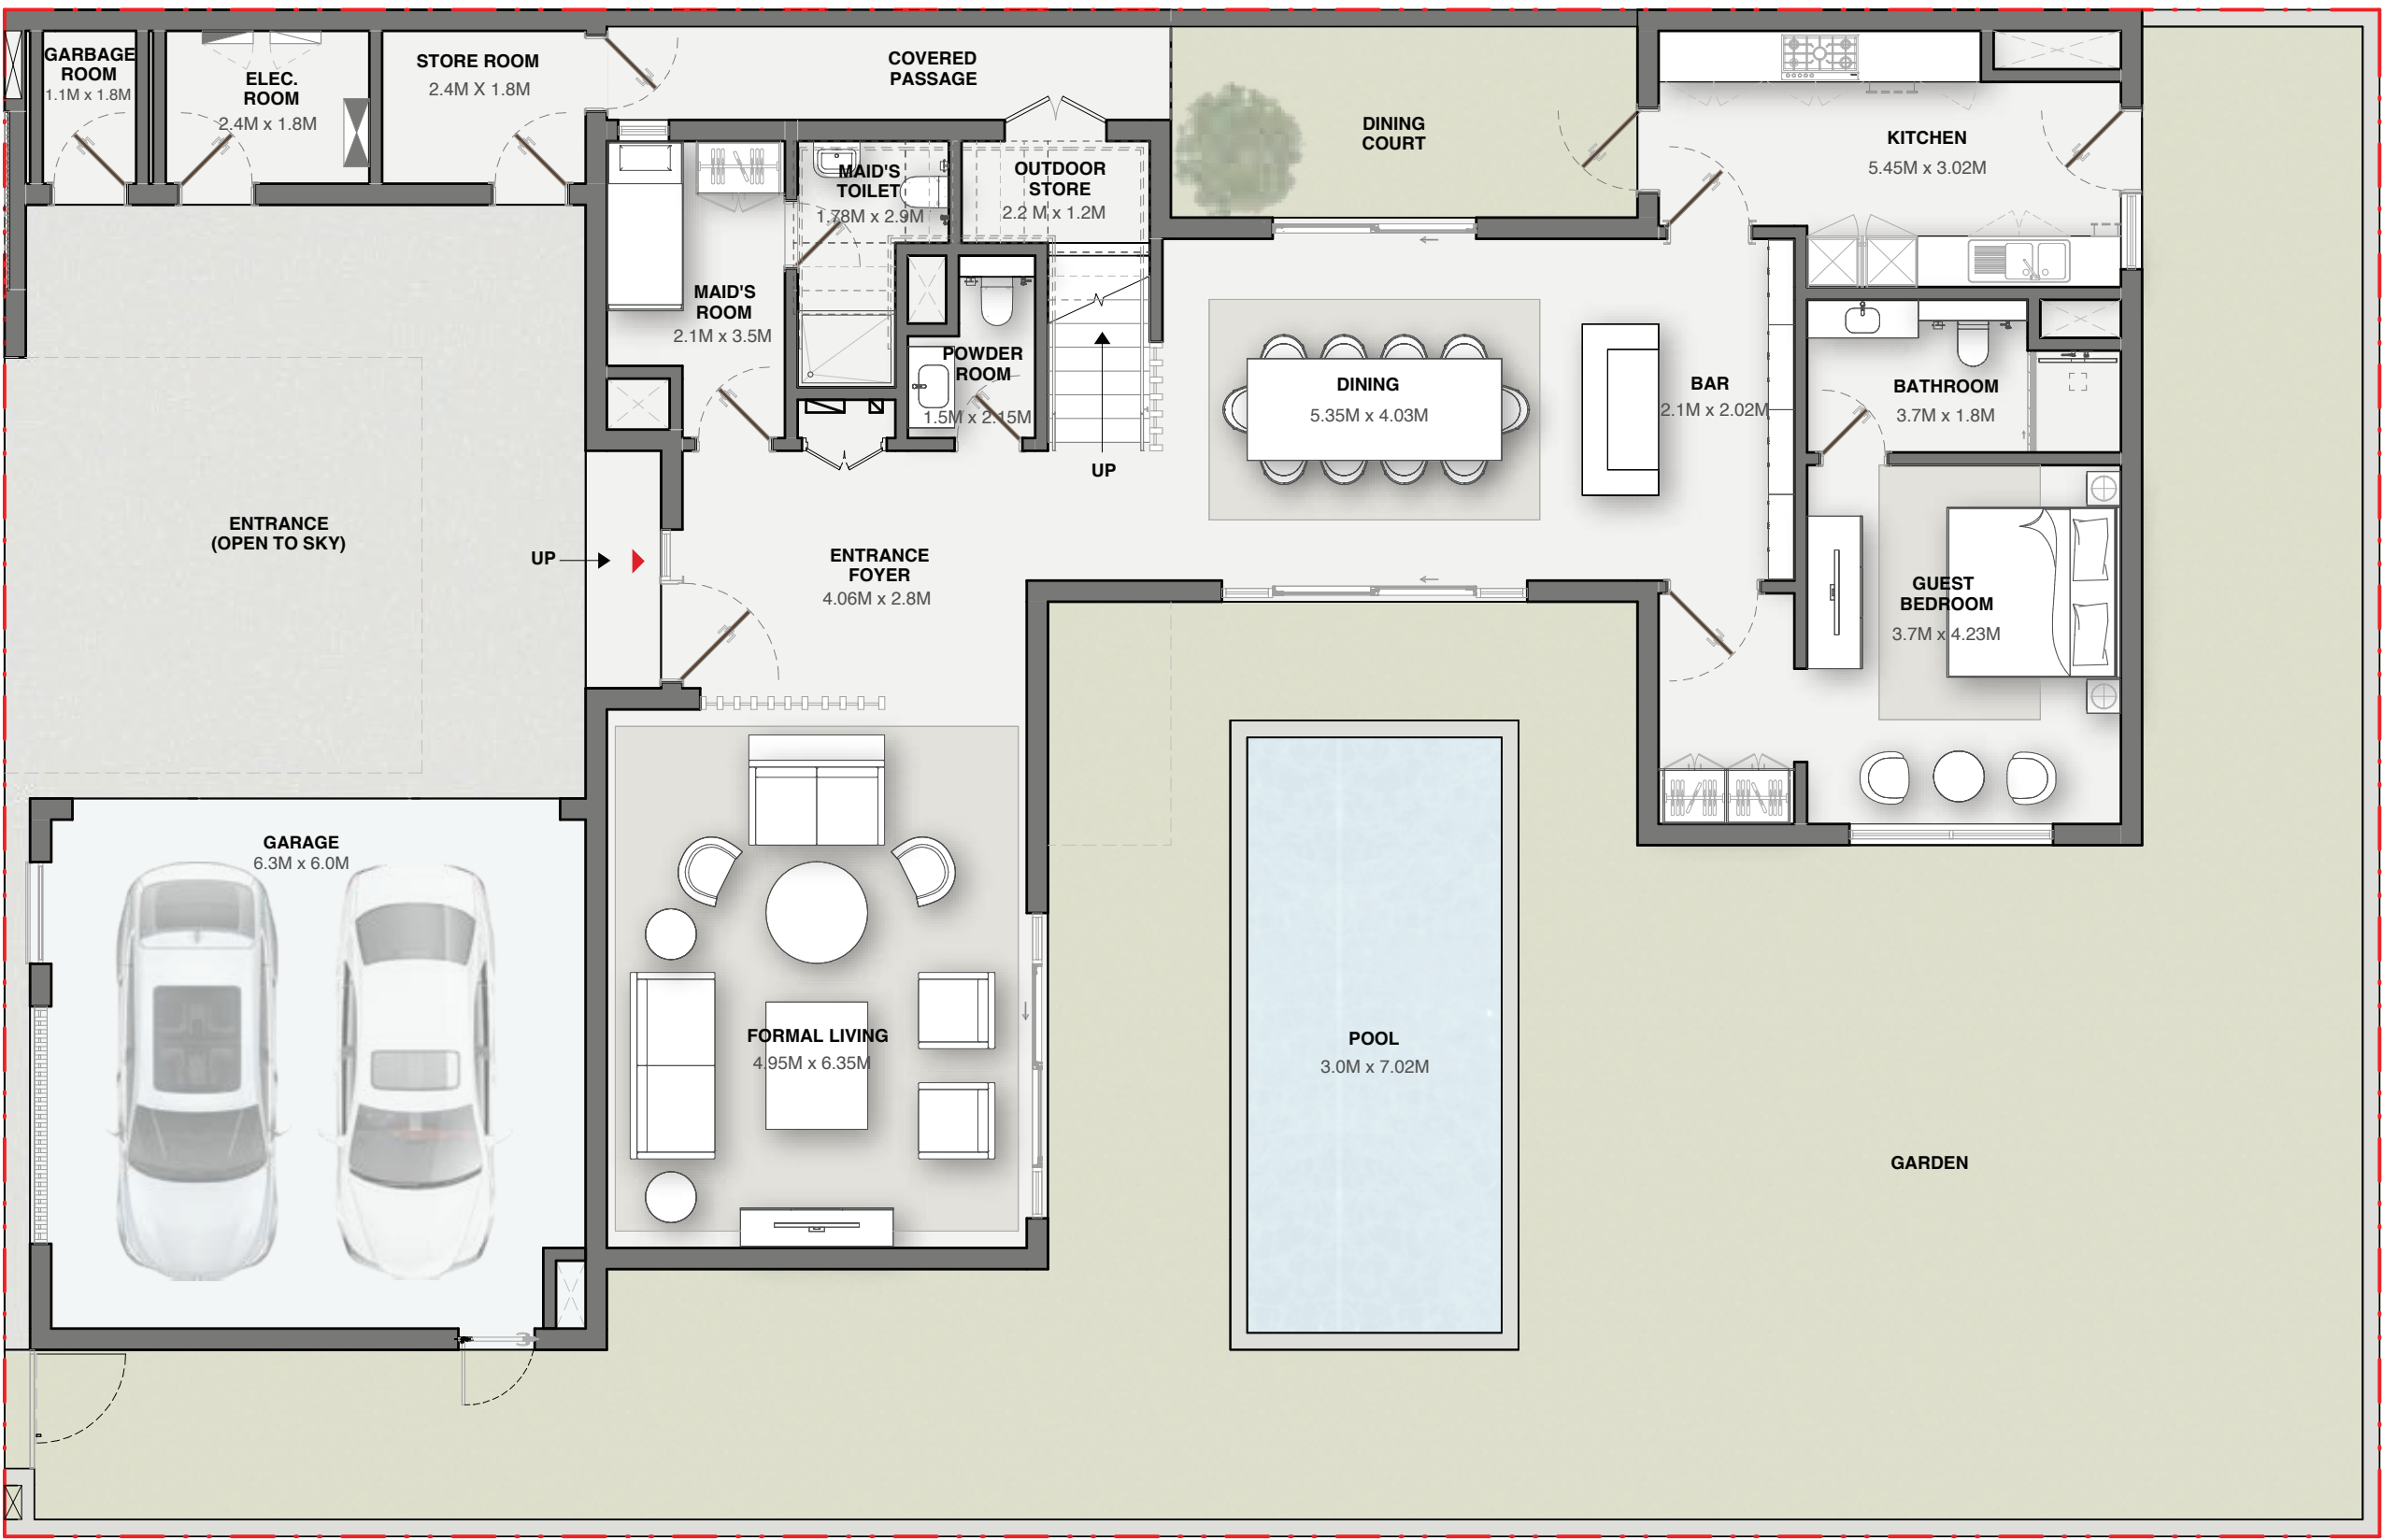 GARBAGE
ROOM
1.1M x 1.8M
ELEC.
ROOM
2.4M x 1.8M
STORE ROOM
2.4M X 1.8M
COVERED
PASSAGE
DINING
COURT
KITCHEN
5.45M x 3.02M
MAID'S
TOILET
1.78M x 2.9M
OUTDOOR
STORE
2.2 M x 1.2M
MAID'S
ROOM
2.1M x 3.5M
POWDER
ROOM
1.5M x 2.15M
UP
DINING
5.35M x 4.03M
BAR
2.1M x 2.02M
BATHROOM
3.7M x 1.8M
ENTRANCE
(OPEN TO SKY)
UP
ENTRANCE
FOYER
4.06M x 2.8M
GUEST
BEDROOM
3.7M x 4.23M
GARAGE
6.3M x 6.0M
FORMAL LIVING
4.95M x 6.35M
POOL
3.0M x 7.02M
GARDEN